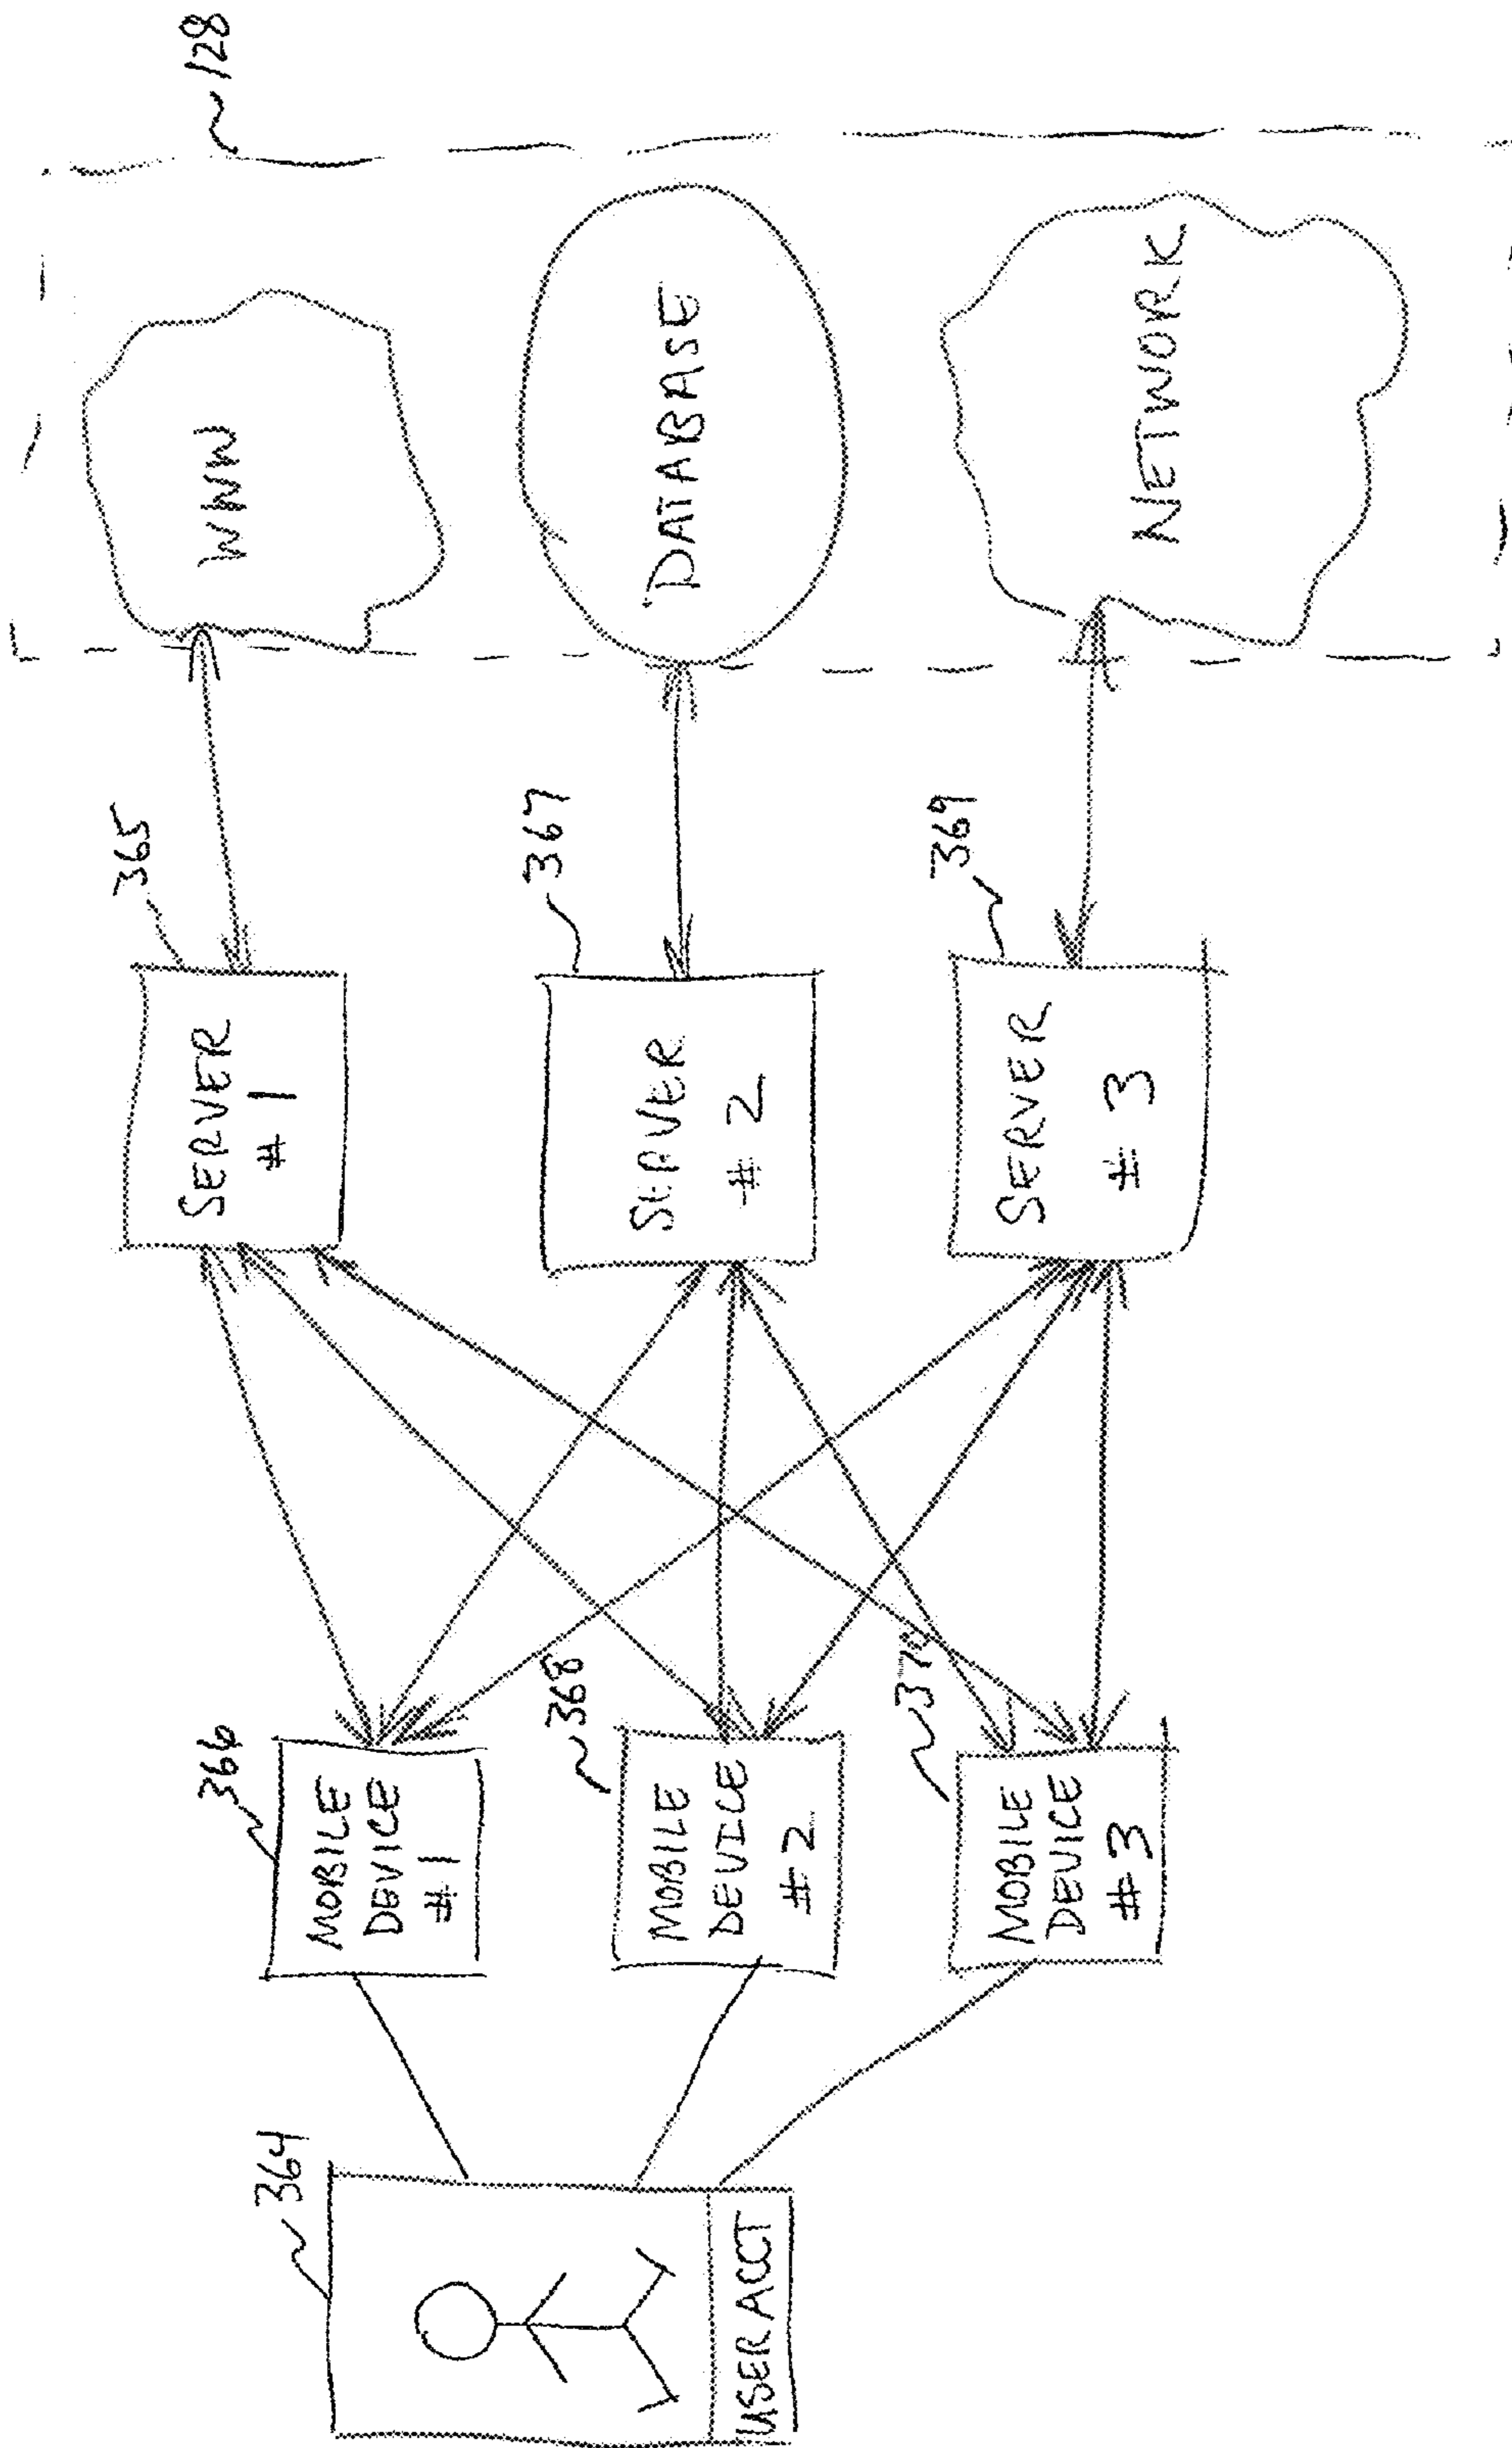 128
WWW
DATABASE
NETWORK
365
367
369
SERVER
# 1
SERVER
# 2
SERVER
# 3
366
368
MOBILE
DEVICE
#1
MOBILE
DEVICE
#2
MOBILE
DEVICE
#3
364
USER ACCT